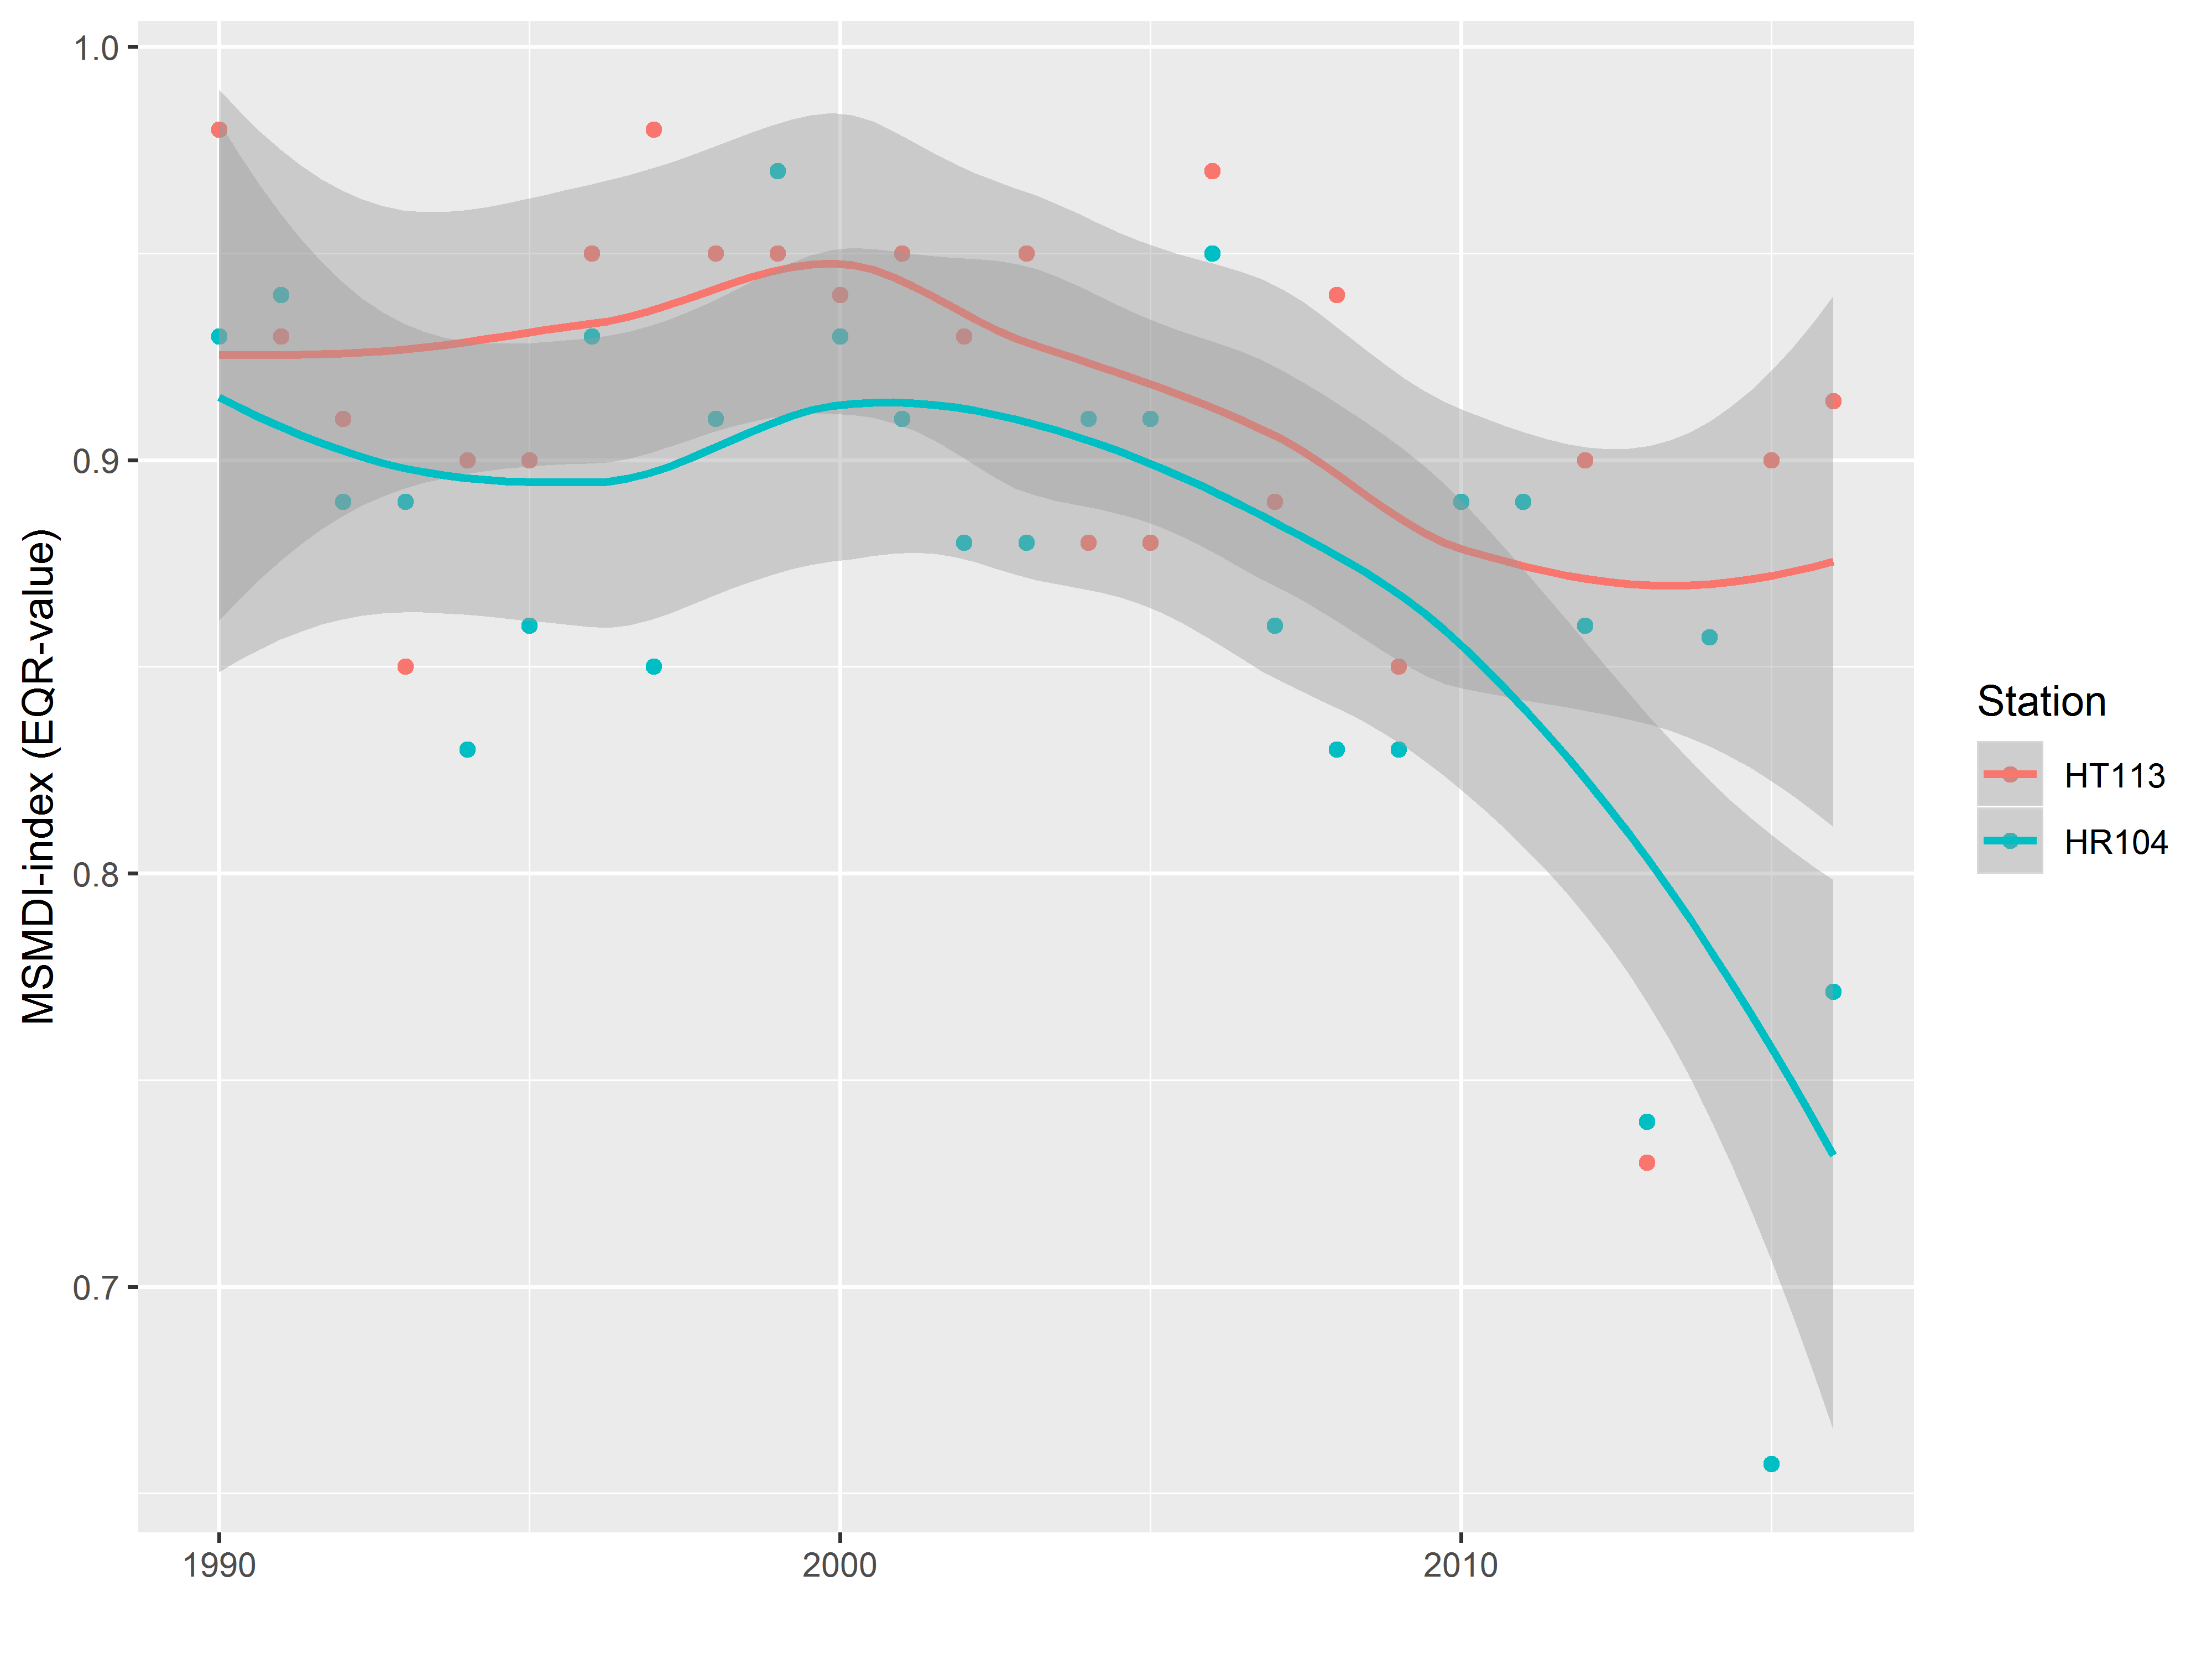 MSMDI-index (EQR-value)
1.0
0.9
0.8
0.7
1990
2000
2010
Station
HT113
HR104